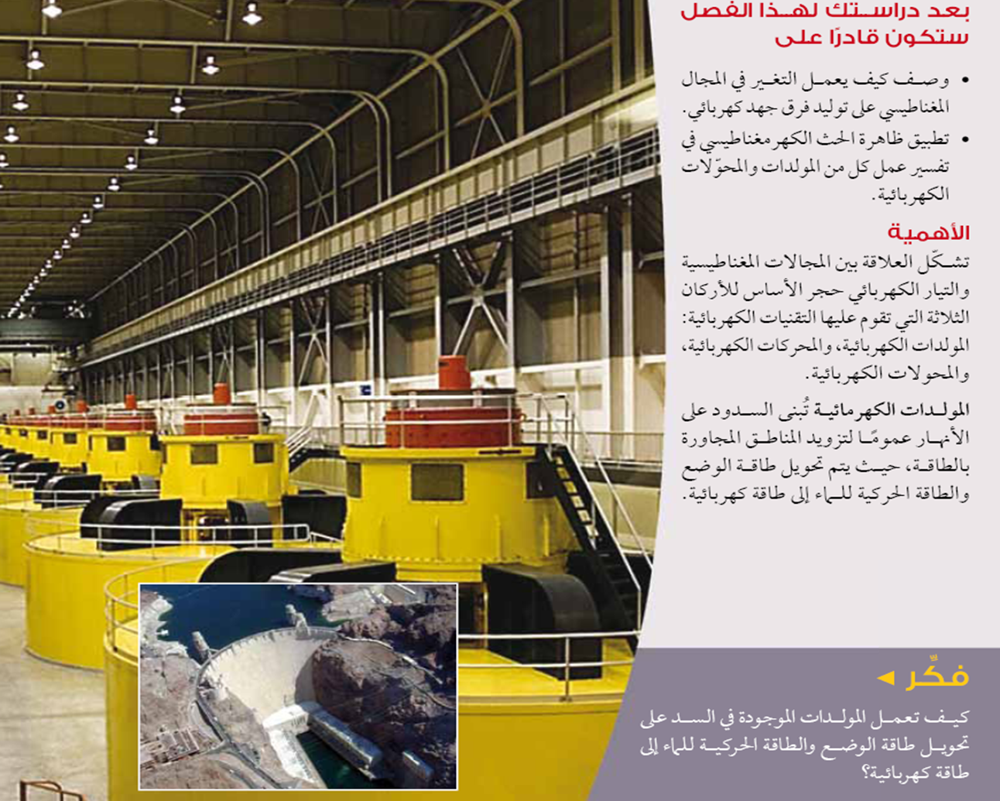 بعد دراستك لهذا الفصل
ستكون قادرًا على
• وصف كيف يعمل التغير في المجال
المغناطيسي على توليد فرق جهد كهربائي.
• تطبيق ظاهرة الحث الكهرمغناطيسي في
تفسير عمل كل من المولدات والمحوّلات
الكهربائية.
الأهمية
تشكّل العلاقة بين المجالات المغناطيسية
والتيار الكهربائي حجر الأساس للأركان
الثلاثة التي تقوم عليها التقنيات الكهربائية:
المولدات الكهربائية، والمحركات الكهربائية،
والمحولات الكهربائية.
المولدات الكهرمائية تُبنى السدود على
الأنهار عمومًا لتزويد المناطق المجاورة
بالطاقة، حيث يتم تحويل طاقة الوضع
والطاقة الحركية للماء إلى طاقة كهربائية.
فكّر ◄
كيف تعمل المولدات الموجودة في السد على
تحويل طاقة الوضع والطاقة الحركية للماء إلى
طاقة كهربائية؟